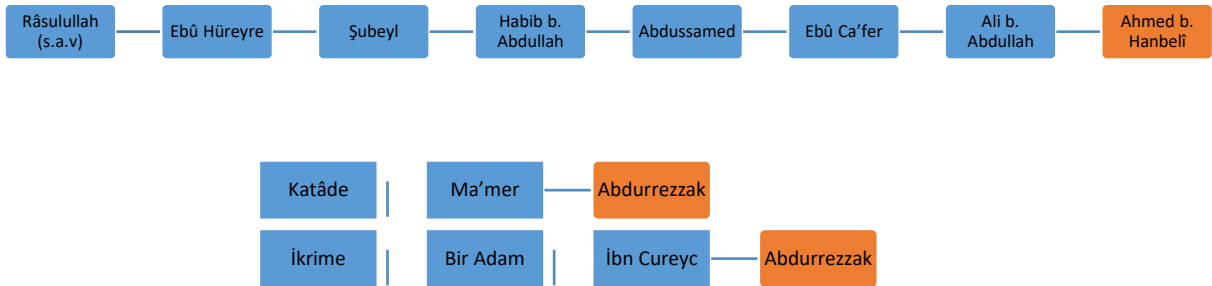 Râsulullah
(s.a.v)
Ebû Hüreyre
Şubeyl
Habib b.
Abdullah
Abdussamed
Ebû Ca’fer
Ali b.
Abdullah
Ahmed b.
Hanbelî
Katâde
Ma’mer
Abdurrezzak
İkrime
Bir Adam
İbn Cureyc
Abdurrezzak